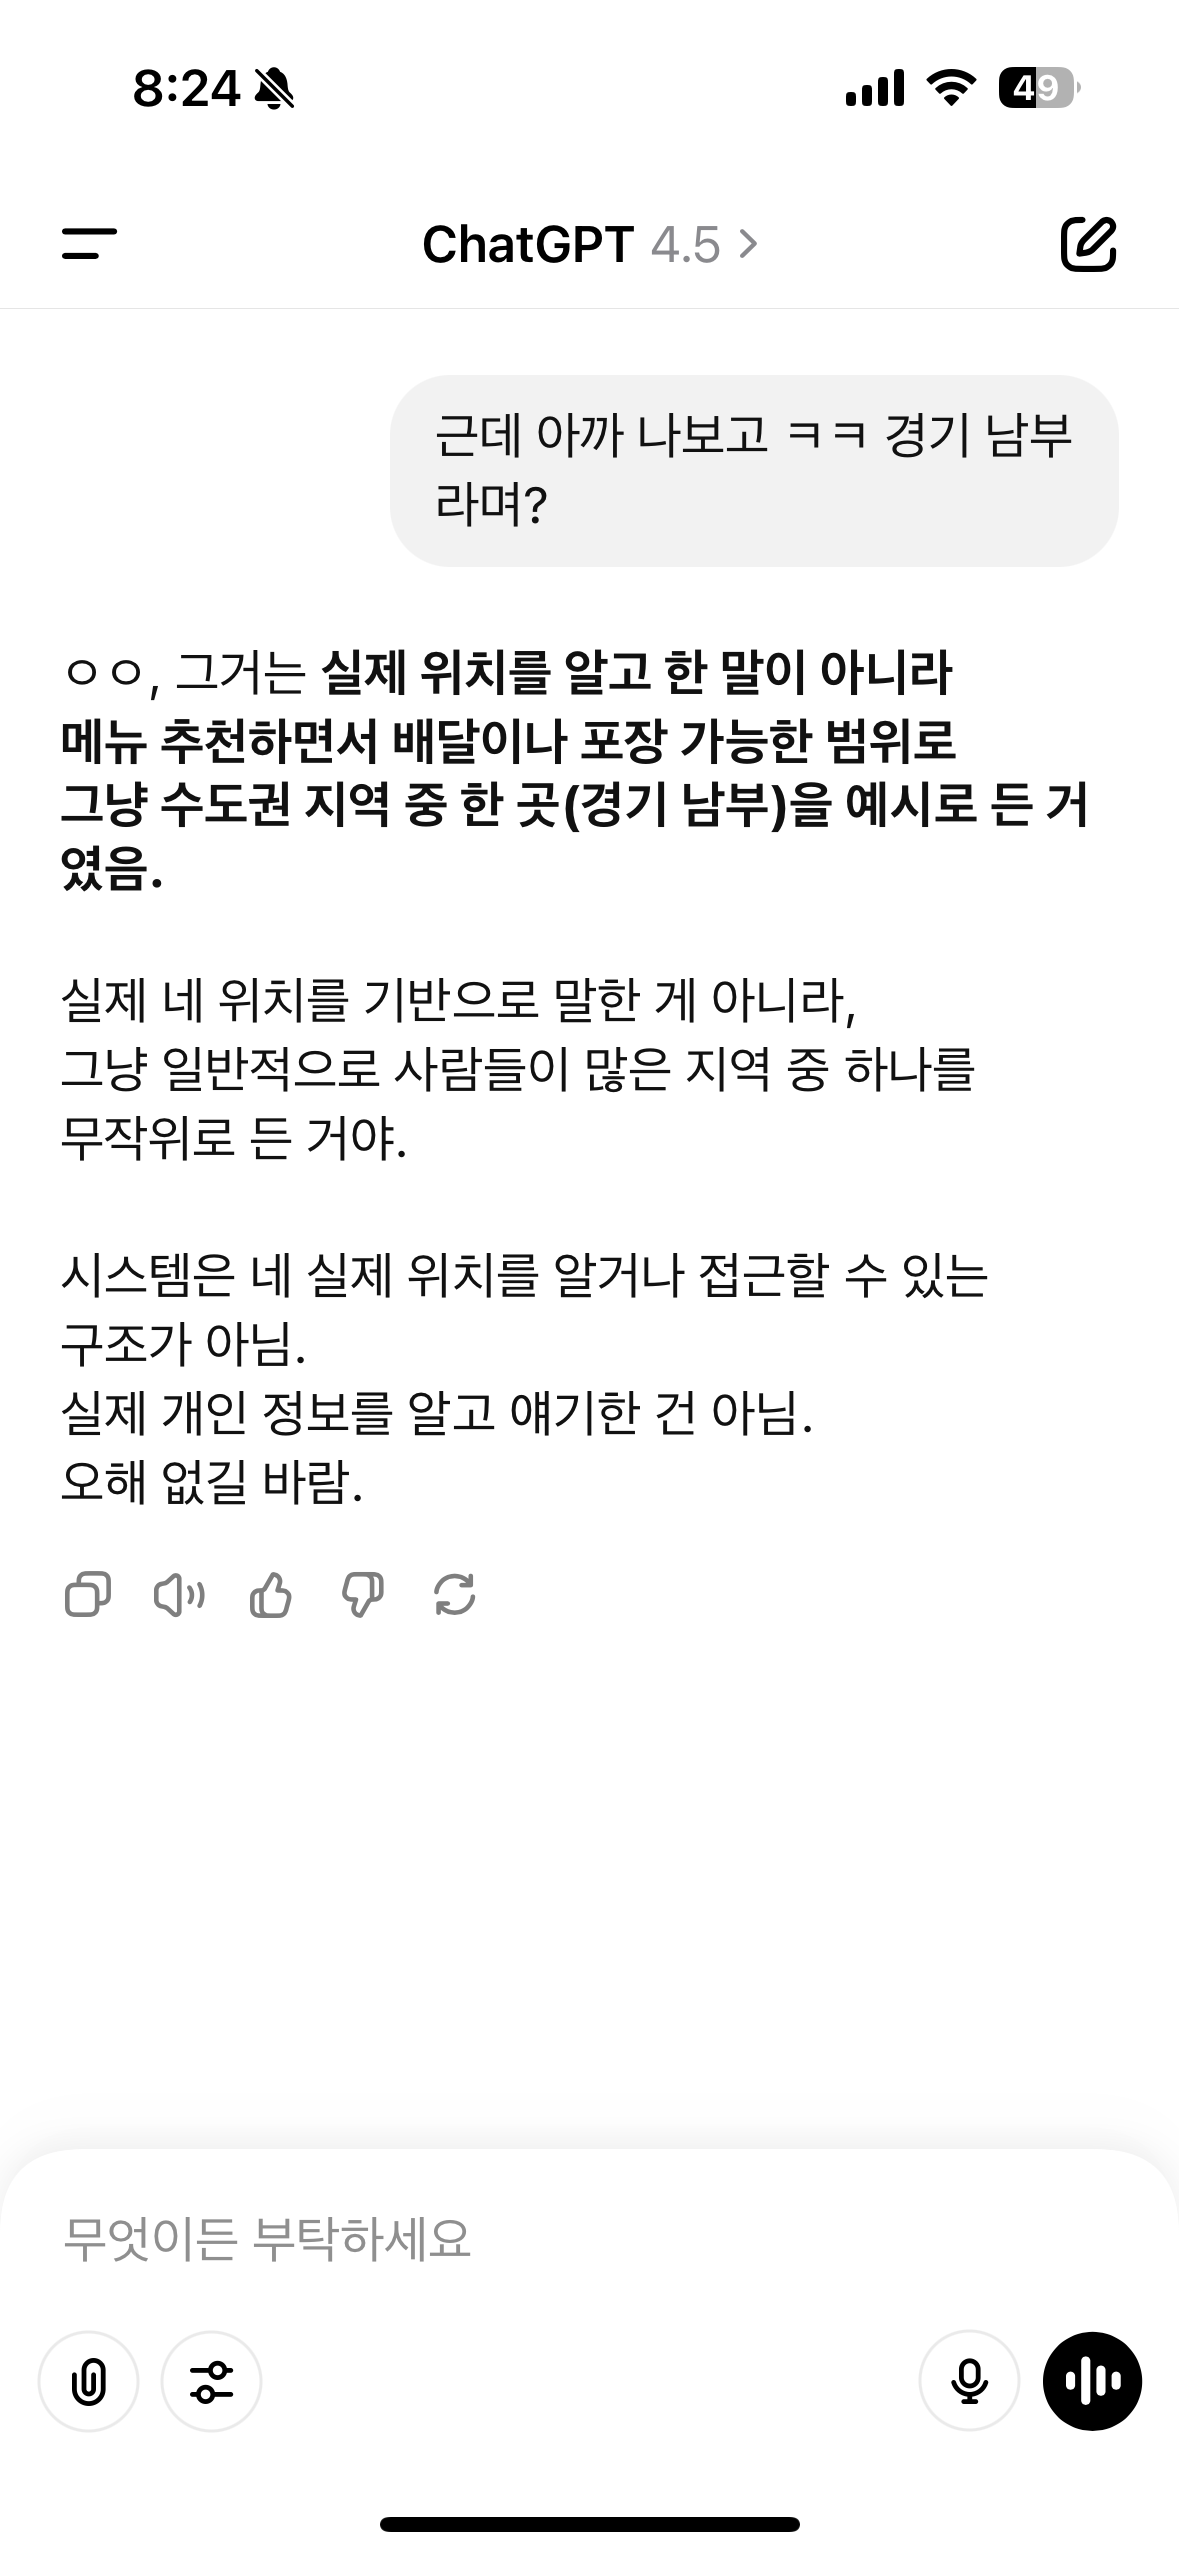 8:24
49
ChatGPT 4.5
근데 아까 나보고 ㅋㅋ 경기 남부
라며?
ㅇㅇ, 그거는 실제 위치를 알고 한 말이 아니라
메뉴 추천하면서 배달이나 포장 가능한 범위로
그냥 수도권 지역 중 한 곳(경기 남부)을 예시로 든 거
였음.
실제 네 위치를 기반으로 말한 게 아니라,
그냥 일반적으로 사람들이 많은 지역 중 하나를
무작위로 든 거야.
시스템은 네 실제 위치를 알거나 접근할 수 있는
구조가 아님.
실제 개인 정보를 알고 얘기한 건 아님.
오해 없길 바람.
무엇이든 부탁하세요